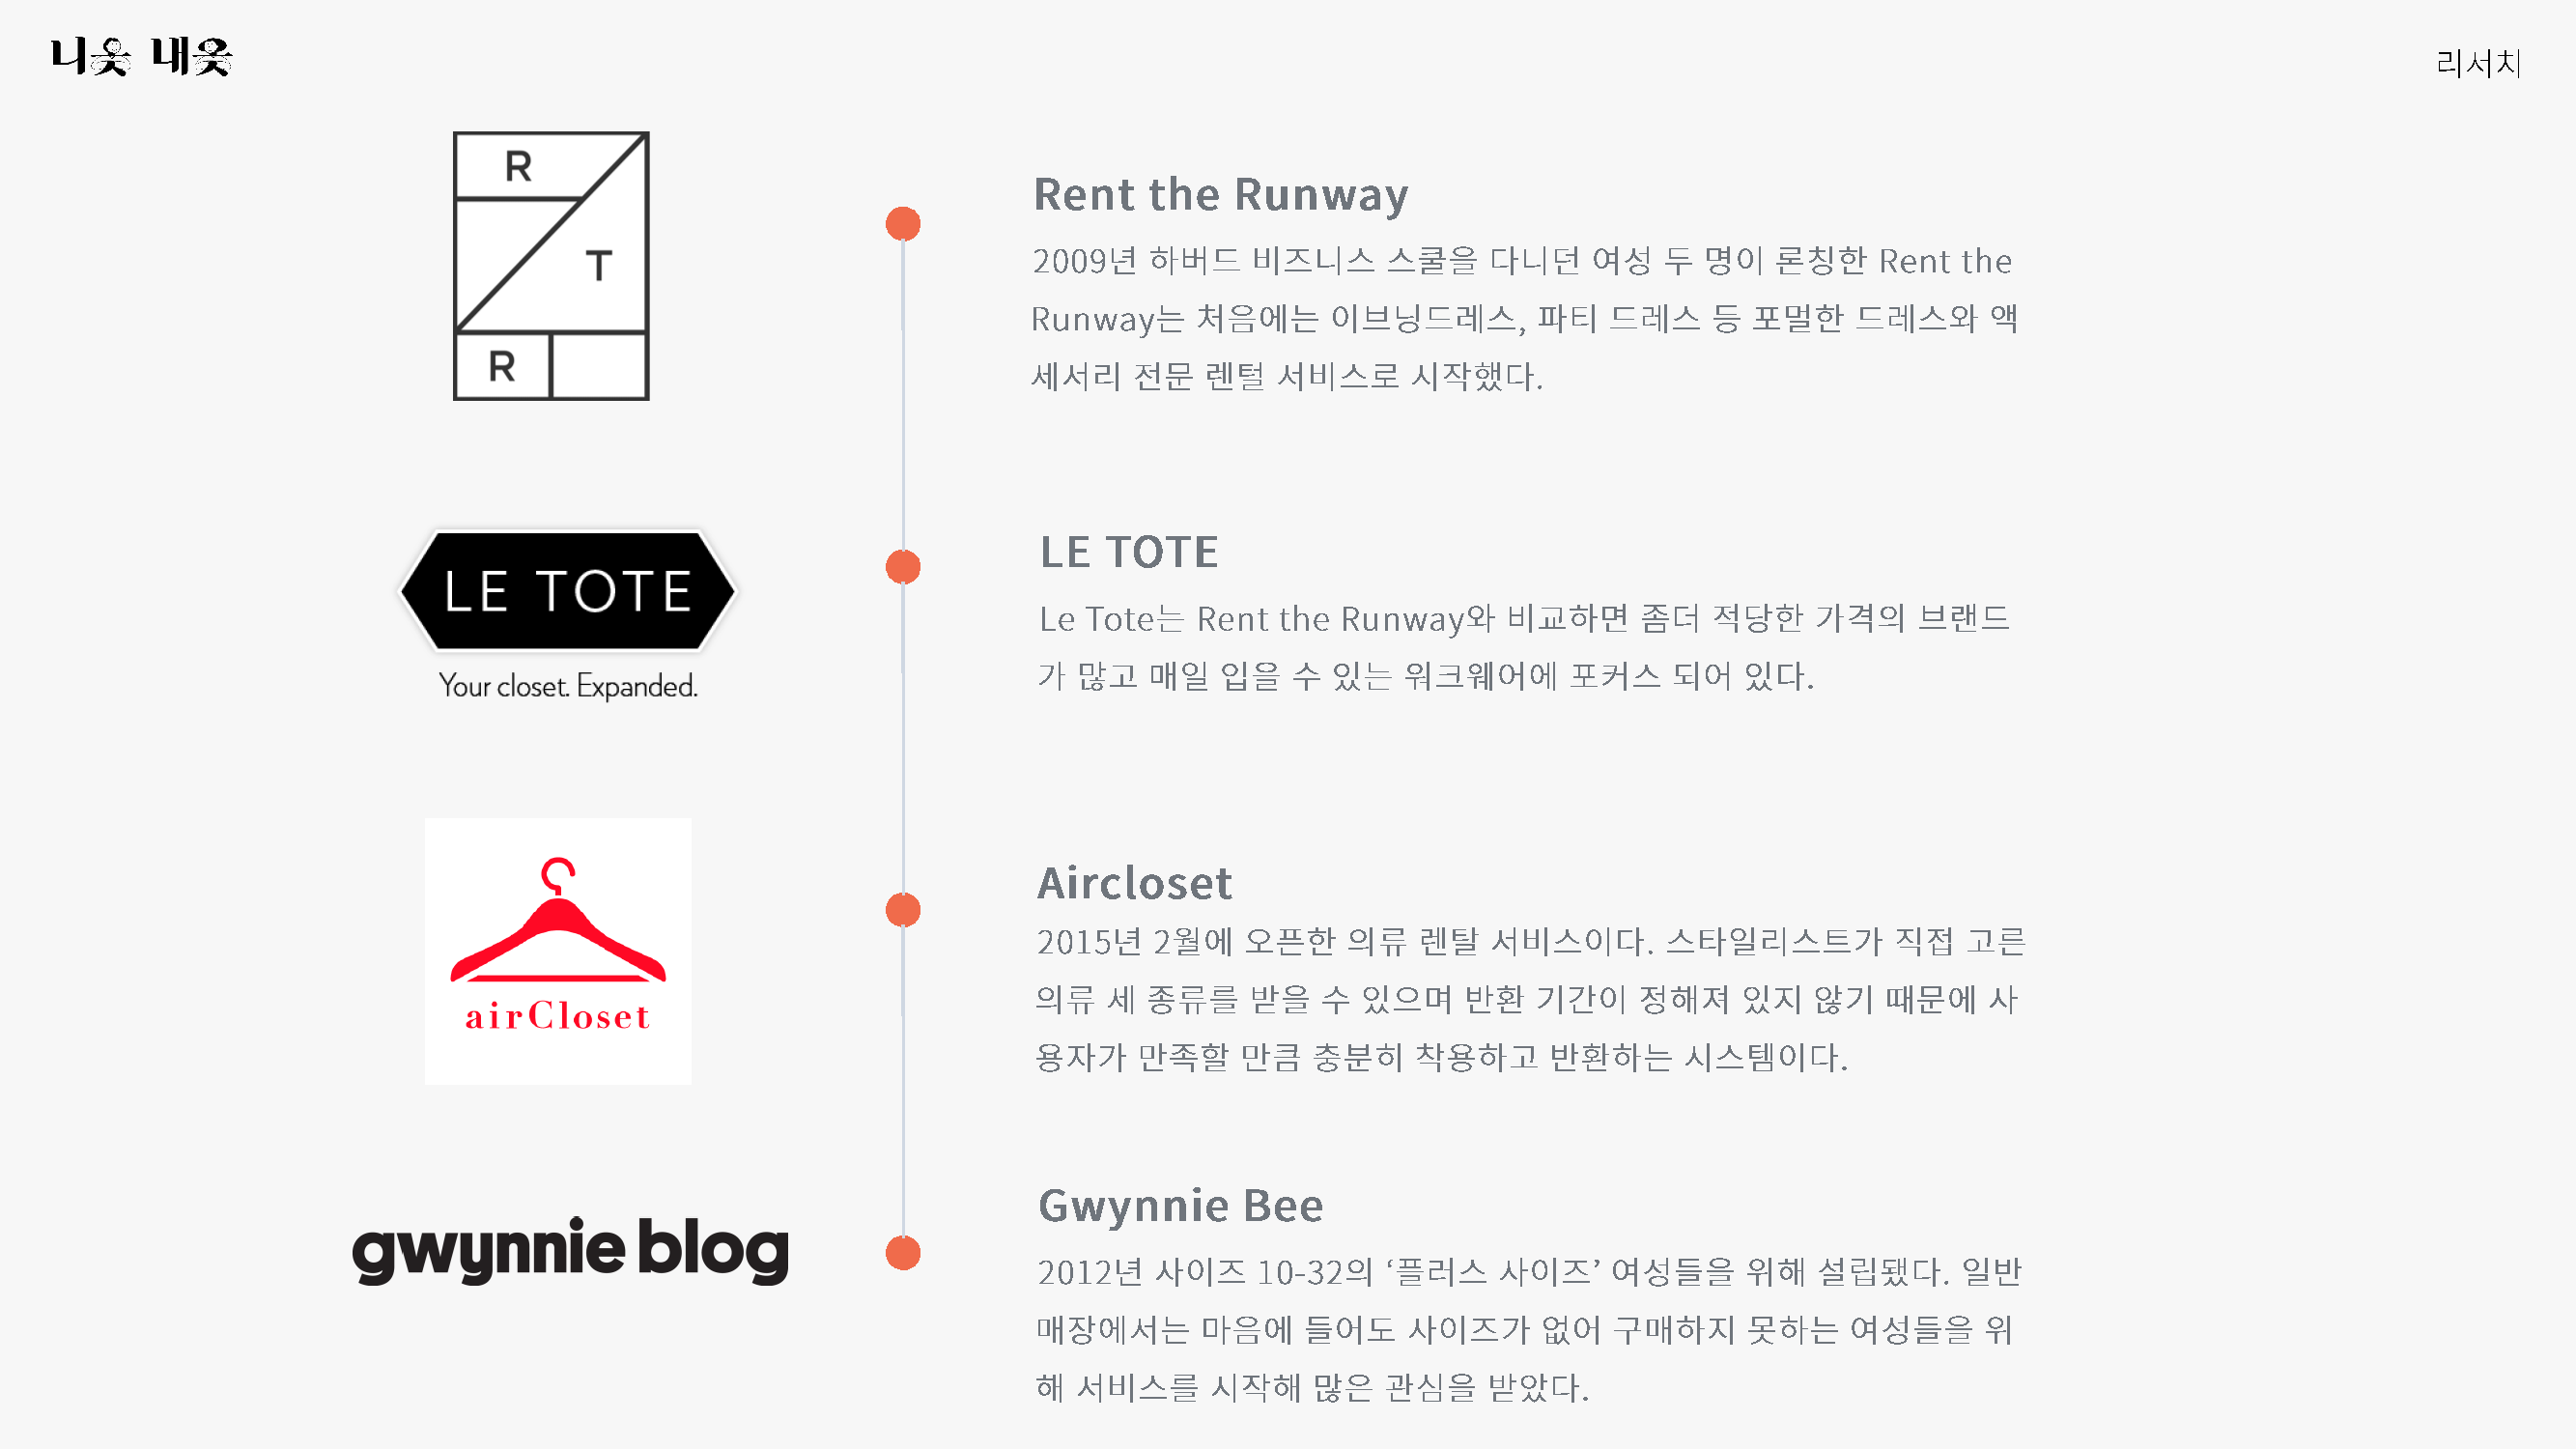 니옷 내옷
리서치
R
T
R
Rent the Runway
2009년 하버드 비즈니스 스쿨을 다니던 여성 두 명이 론칭한 Rent the
Runway는 처음에는 이브닝드레스, 파티 드레스 등 포멀한 드레스와 액
세서리 전문 렌털 서비스로 시작했다.
LE TOTE
Your closet. Expanded.
LE TOTE
Le Tote는 Rent the Runway와 비교하면 좀더 적당한 가격의 브랜드
가 많고 매일 입을 수 있는 워크웨어에 포커스 되어 있다.
airCloset
Aircloset
2015년 2월에 오픈한 의류 렌탈 서비스이다. 스타일리스트가 직접 고른
의류 세 종류를 받을 수 있으며 반환 기간이 정해져 있지 않기 때문에 사
용자가 만족할 만큼 충분히 착용하고 반환하는 시스템이다.
gwynnie blog
Gwynnie Bee
2012년 사이즈 10-32의 ‘플러스 사이즈’ 여성들을 위해 설립됐다. 일반
매장에서는 마음에 들어도 사이즈가 없어 구매하지 못하는 여성들을 위
해 서비스를 시작해 많은 관심을 받았다.